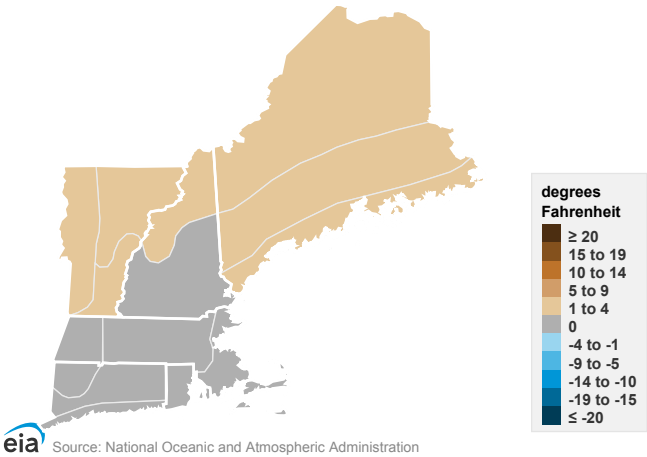 degrees
Fahrenheit
≥ 20
15 to 19
10 to 14
5 to 9
1 to 4
0
-4 to -1
-9 to -5
-14 to -10
-19 to -15
≤ -20
eia Source: National Oceanic and Atmospheric Administration